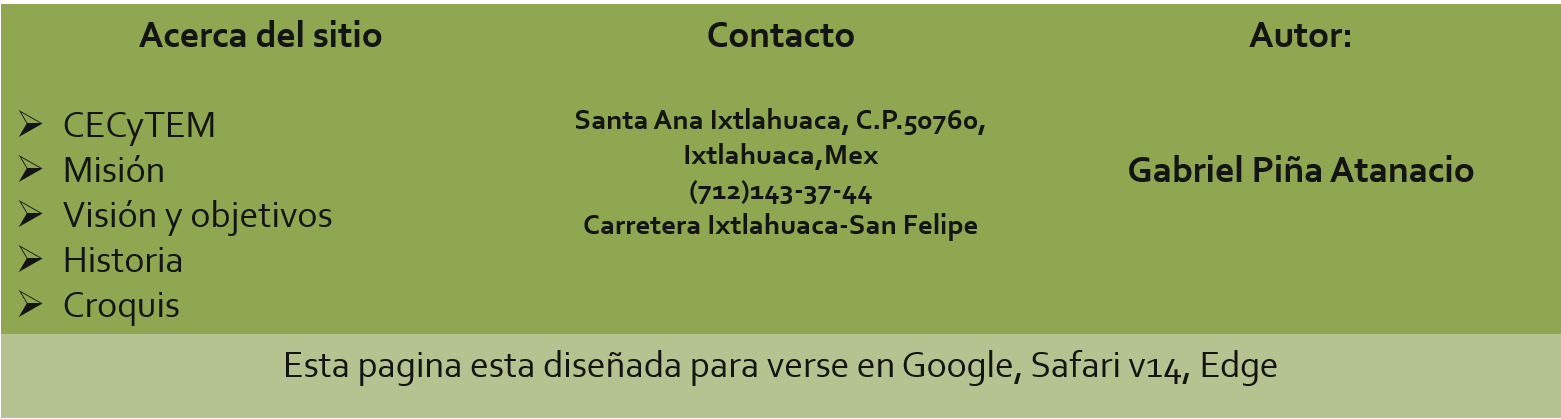 Acerca del sitio
CECyTEM
Misión
Visión y objetivos
Historia
Croquis
Contacto
Santa Ana Ixtlahuaca, C.P.50760,
Ixtlahuaca,Mex
(712)143-37-44
Carretera Ixtlahuaca-San Felipe
Autor:
Gabriel Piña Atanacio
Esta pagina esta diseñada para verse en Google, Safari v14, Edge